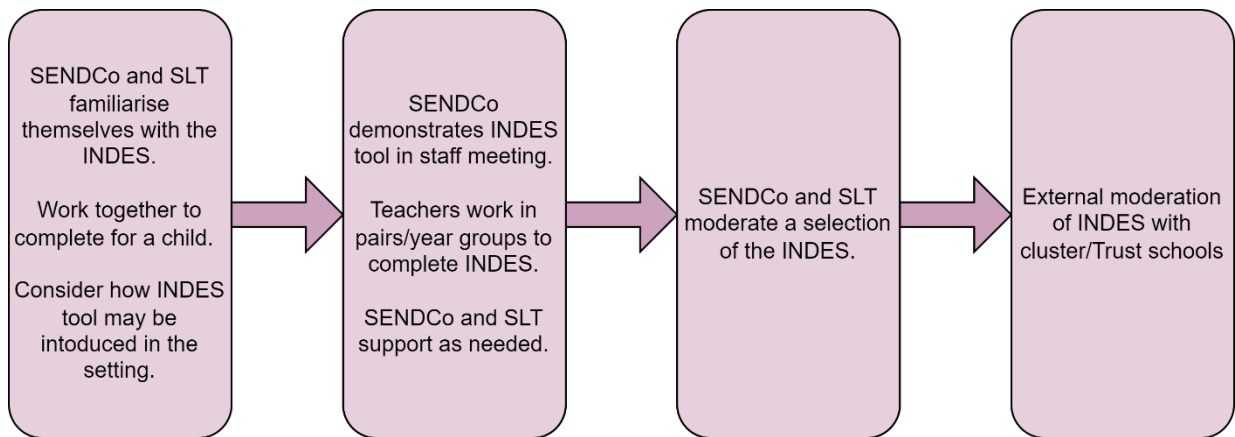 SENDCo and SLT
familiarise
themselves with the
INDES.
Work together to
complete for a child.
Consider how INDES
tool may be
intoduced in the
setting.
SENDCo
demonstrates INDES
tool in staff meeting.
Teachers work in
pairs/year groups to
complete INDES.
SENDCo and SLT
support as needed.
SENDCo and SLT
moderate a selection
of the INDES.
External moderation
of INDES with
cluster/Trust schools